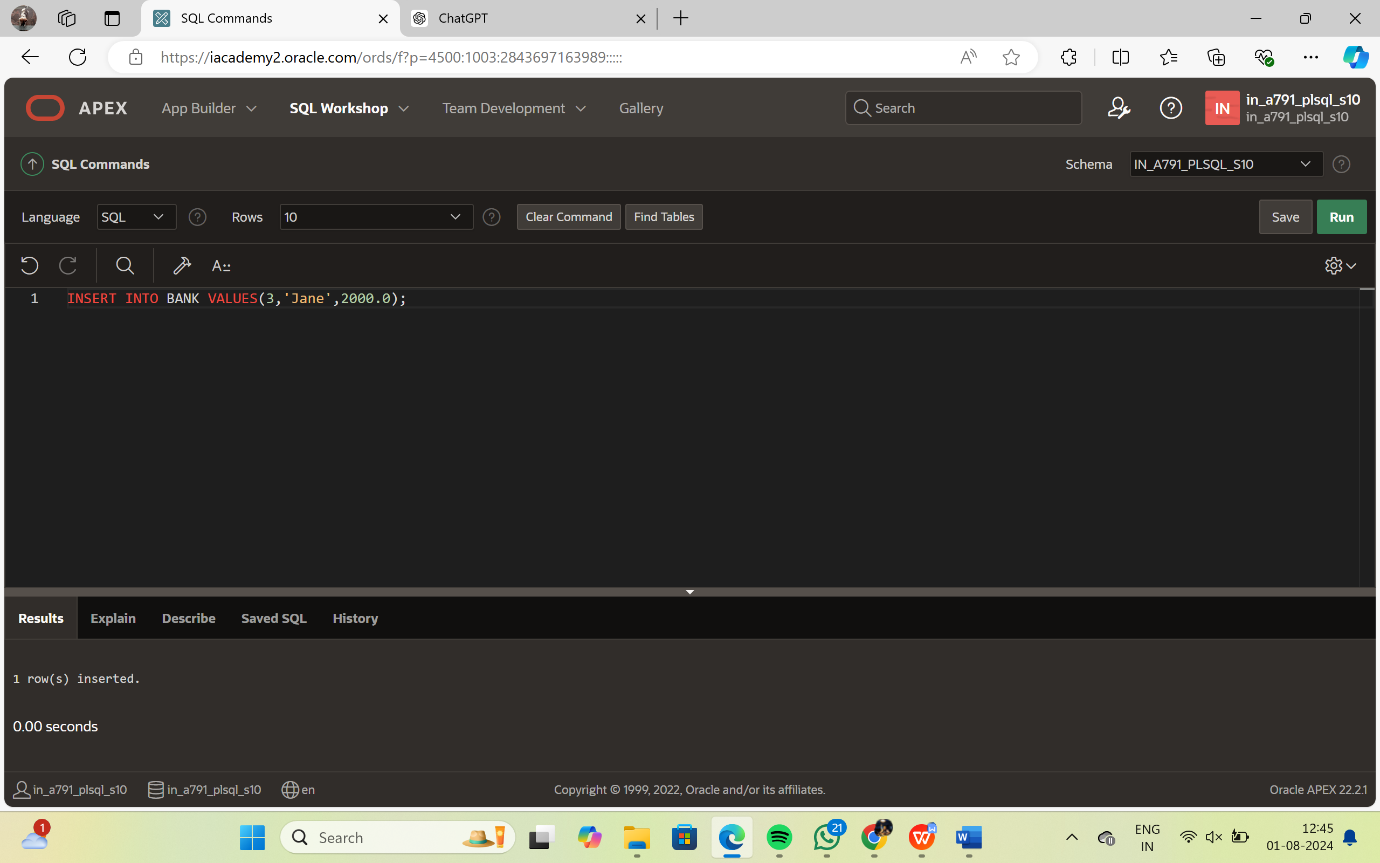 SQL Commands
ChatGPT
https://iacademy2.oracle.com/ords/f?p=4500:1003:2843697163989:::::
APEX
App Builder
SQL Workshop
Team Development
Gallery
Search
IN
in_a791_plsql_s10
in_a791_plsql_s10
SQL Commands
Schema
IN_A791_PLSQL_S10
Language
SQL
Rows
10
Clear Command
Find Tables
Save
Run
1 INSERT INTO BANK VALUES(3,'Jane',2000.0);
Results
Explain
Describe
Saved SQL
History
1 row(s) inserted.
0.00 seconds
in_a791_plsql_s10
in_a791_plsql_s10
en
Copyright © 1999, 2022, Oracle and/or its affiliates.
Oracle APEX 22.2.1
1
Search
21
ENG
IN
12:45
01-08-2024